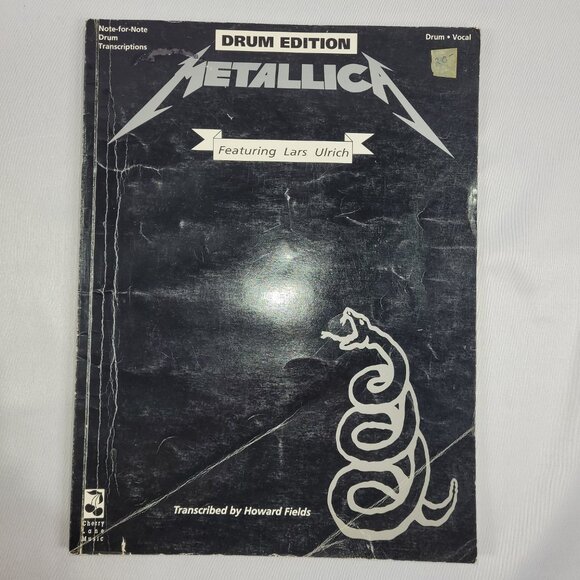 Note-for-Note
Drum
Transcriptions
DRUM EDITION
Drum • Vocal
METALLICA
Featuring Lars Ulrich
Transcribed by Howard Fields
Cherry
Lane
Music